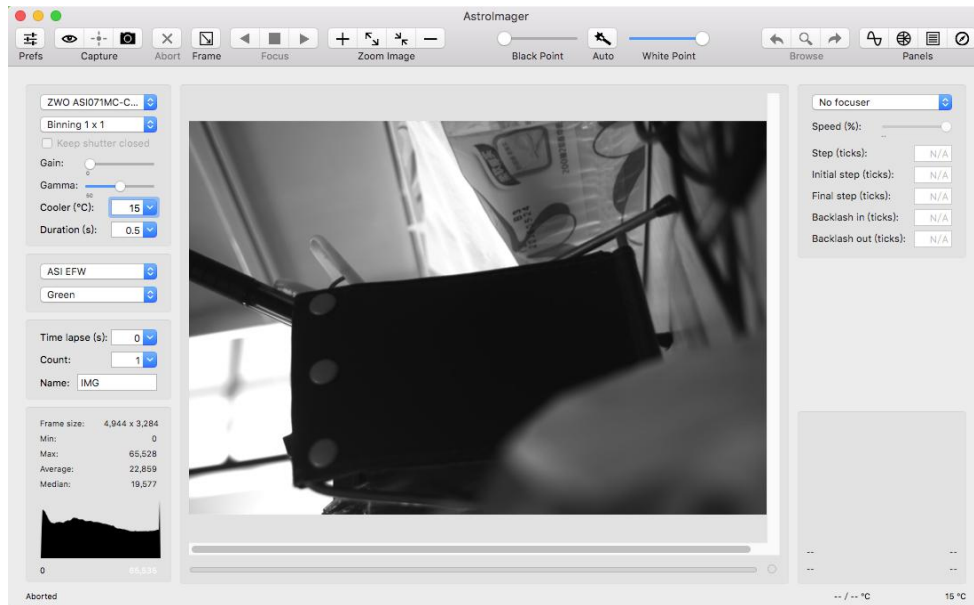 AstroImager
Prefs Capture Abort Frame Focus Zoom Image Black Point Auto White Point Browse Panels
ZWO ASI071MC-C...
Binning 1 x 1
Keep shutter closed
Gain:
0
Gamma:
50
Cooler (°C): 15
Duration (s): 0.5
ASI EFW
Green
Time lapse (s): 0
Count: 1
Name: IMG
Frame size: 4,944 x 3,284
Min: 0
Max: 65,528
Average: 22,859
Median: 19,577
0
No focuser
Speed (%):
--
Step (ticks): N/A
Initial step (ticks): N/A
Final step (ticks): N/A
Backlash in (ticks): N/A
Backlash out (ticks): N/A
-- --
-- --
Aborted -- / -- °C 15 °C